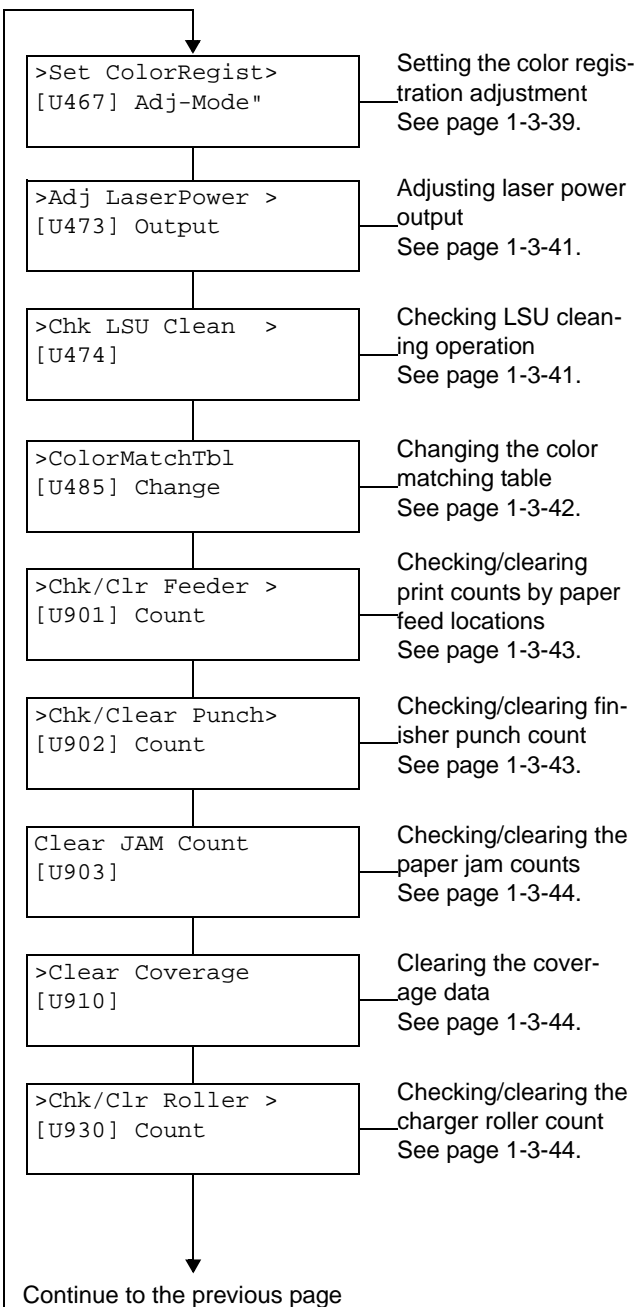 >Set ColorRegist>
[U467] Adj-Mode"
Setting the color regis-
tration adjustment
See page 1-3-39.
>Adj LaserPower >
[U473] Output
Adjusting laser power
output
See page 1-3-41.
>Chk LSU Clean  >
[U474]
Checking LSU clean-
ing operation
See page 1-3-41.
>ColorMatchTbl
[U485] Change
Changing the color
matching table
See page 1-3-42.
>Chk/Clr Feeder >
[U901] Count
Checking/clearing
print counts by paper
feed locations
See page 1-3-43.
>Chk/Clear Punch>
[U902] Count
Checking/clearing fin-
isher punch count
See page 1-3-43.
Clear JAM Count
[U903]
Checking/clearing the
paper jam counts
See page 1-3-44.
>Clear Coverage
[U910]
Clearing the cover-
age data
See page 1-3-44.
>Chk/Clr Roller >
[U930] Count
Checking/clearing the
charger roller count
See page 1-3-44.
Continue to the previous page